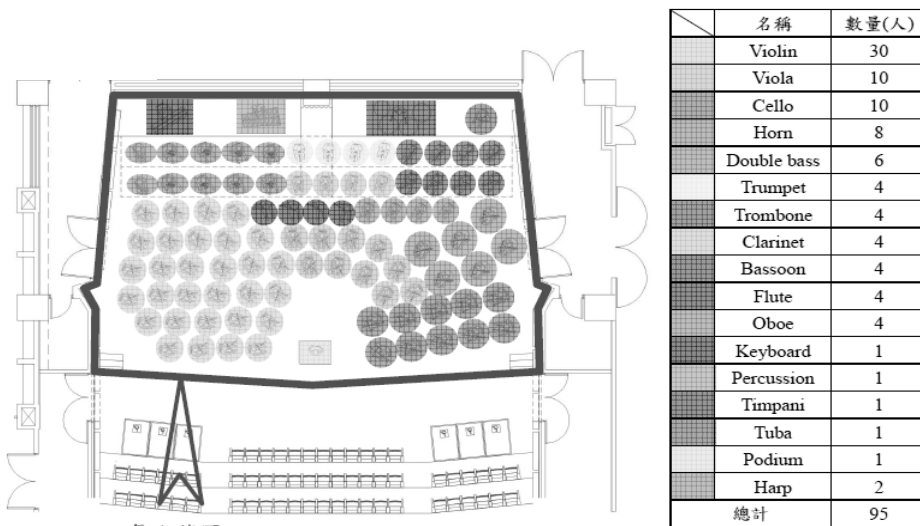 名稱 數量(人)
Violin 30
Viola 10
Cello 10
Horn 8
Double bass 6
Trumpet 4
Trombone 4
Clarinet 4
Bassoon 4
Flute 4
Oboe 4
Keyboard 1
Percussion 1
Timpani 1
Tuba 1
Podium 1
Harp 2
總計 95